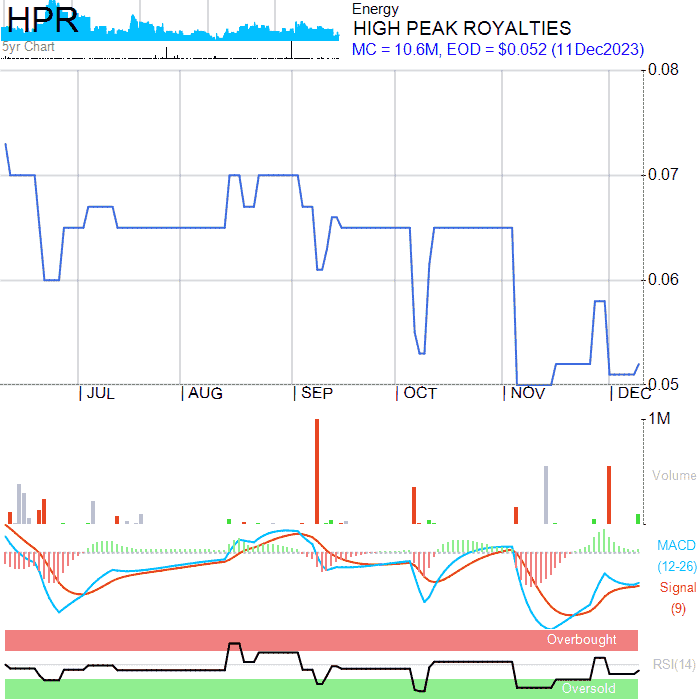 HPR
5yr Chart
Energy
HIGH PEAK ROYALTIES
MC = 10.6M, EOD = $0.052 (11Dec2023)
0.08
0.07
0.06
0.05
JUL AUG SEP OCT NOV DEC
1M
Volume
MACD
(12-26)
Signal
(9)
Overbought
RSI(14)
Oversold